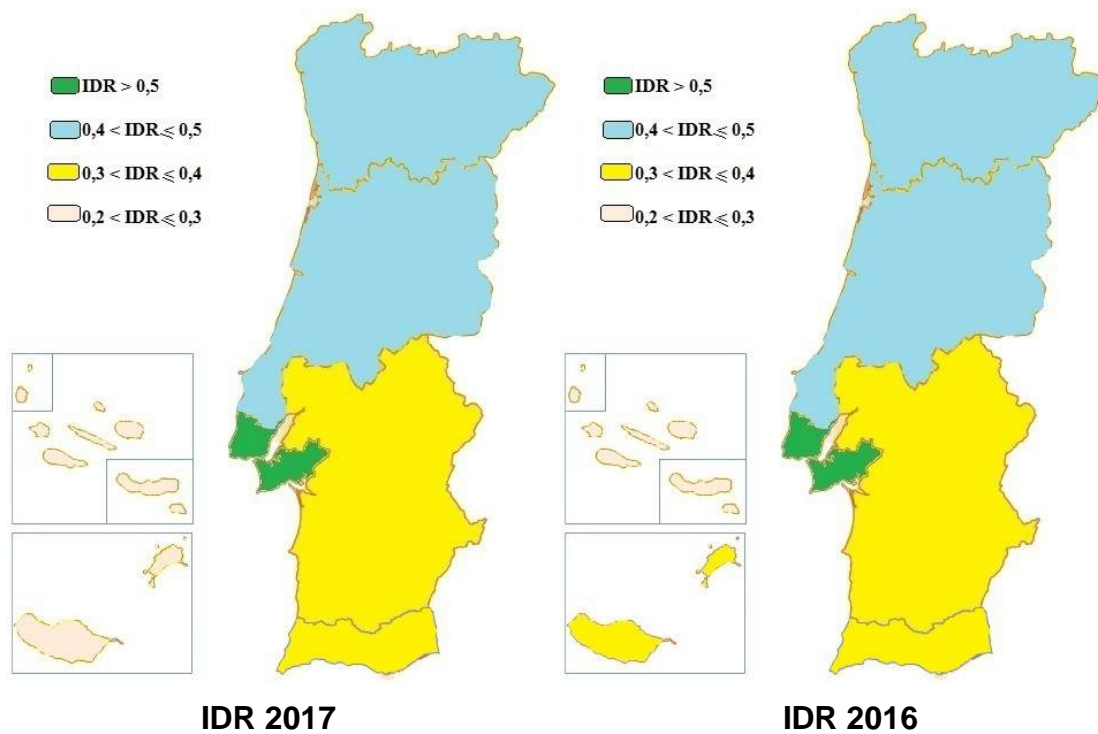 IDR > 0,5
0,4 < IDR ⩽ 0,5
0,3 < IDR ⩽ 0,4
0,2 < IDR ⩽ 0,3
IDR > 0,5
0,4 < IDR ⩽ 0,5
0,3 < IDR ⩽ 0,4
0,2 < IDR ⩽ 0,3
IDR 2017
IDR 2016